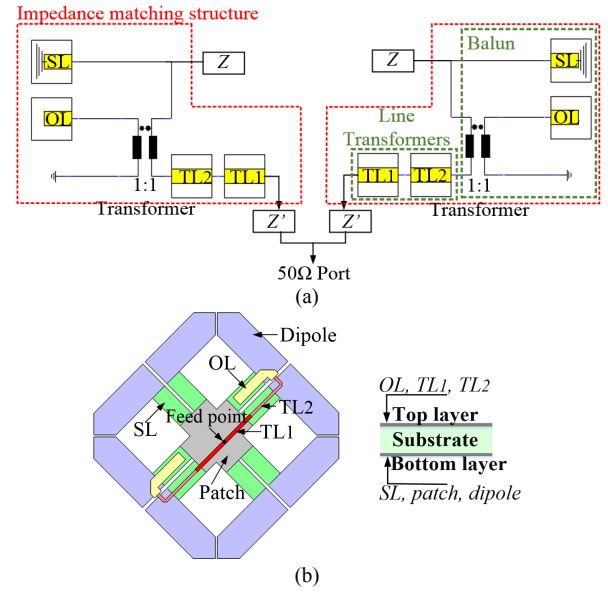 Impedance matching structure
SL
Z
OL
1:1
Transformer
TL2
TL1
Z'
Z
Balun
SL
OL
Line
Transformers
TL1
TL2
1:1
Transformer
Z'
50Ω Port
(a)
Dipole
OL
TL2
SL
Feed point
TL1
Patch
OL, TL1, TL2
Top layer
Substrate
Bottom layer
SL, patch, dipole
(b)